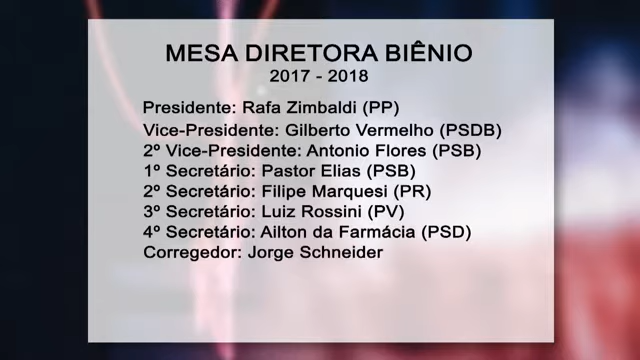 MESA DIRETORA BIÊNIO
2017 - 2018
Presidente: Rafa Zimbaldi (PP)
Vice-Presidente: Gilberto Vermelho (PSDB)
2º Vice-Presidente: Antonio Flores (PSB)
1º Secretário: Pastor Elias (PSB)
2º Secretário: Filipe Marquesi (PR)
3º Secretário: Luiz Rossini (PV)
4º Secretário: Ailton da Farmácia (PSD)
Corregedor: Jorge Schneider